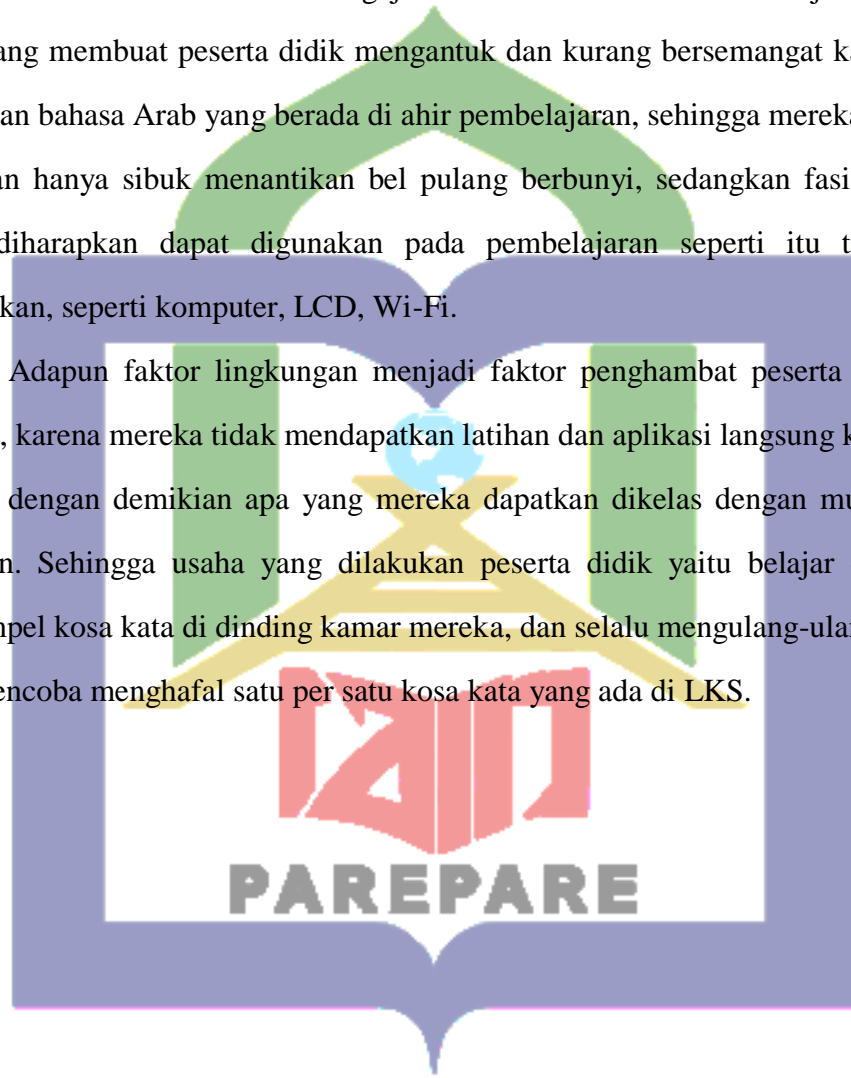 ang membuat peserta didik mengantuk dan kurang bersemangat ka
an bahasa Arab yang berada di ahir pembelajaran, sehingga mereka
an hanya sibuk menantikan bel pulang berbunyi, sedangkan fasi
diharapkan dapat digunakan pada pembelajaran seperti itu t
kan, seperti komputer, LCD, Wi-Fi.
Adapun faktor lingkungan menjadi faktor penghambat peserta
, karena mereka tidak mendapatkan latihan dan aplikasi langsung k
dengan demikian apa yang mereka dapatkan dikelas dengan mu
n. Sehingga usaha yang dilakukan peserta didik yaitu belajar
mpel kosa kata di dinding kamar mereka, dan selalu mengulang-ular
encoba menghafal satu per satu kosa kata yang ada di LKS.
PAREPARE